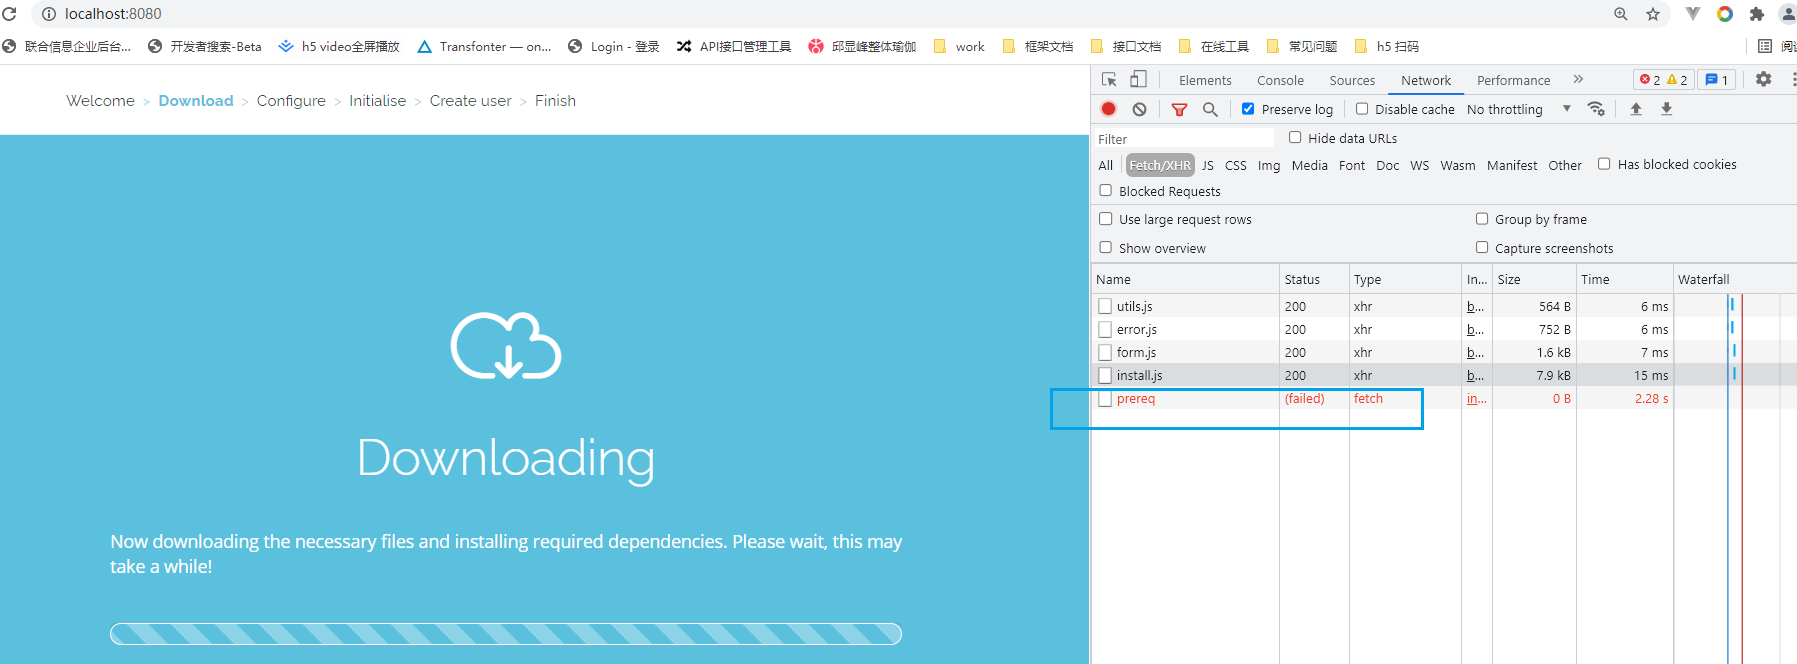 localhost:8080
联合信息企业后台... 开发者搜索-Beta h5 video全屏播放 Transfonter — on... Login - 登录 API接口管理工具 邱显峰整体瑜伽 work 框架文档 接口文档 在线工具 常见问题 h5 扫码
Welcome > Download > Configure > Initialise > Create user > Finish
Downloading
Now downloading the necessary files and installing required dependencies. Please wait, this may
take a while!
Elements Console Sources Network Performance » 2 2 1
Preserve log Disable cache No throttling
Filter Hide data URLs
All Fetch/XHR JS CSS Img Media Font Doc WS Wasm Manifest Other Has blocked cookies
Blocked Requests
Use large request rows Group by frame
Show overview Capture screenshots
Name Status Type In... Size Time Waterfall
utils.js 200 xhr b... 564 B 6 ms
error.js 200 xhr b... 752 B 6 ms
form.js 200 xhr b... 1.6 kB 7 ms
install.js 200 xhr b... 7.9 kB 15 ms
prereq (failed) fetch in... 0 B 2.28 s